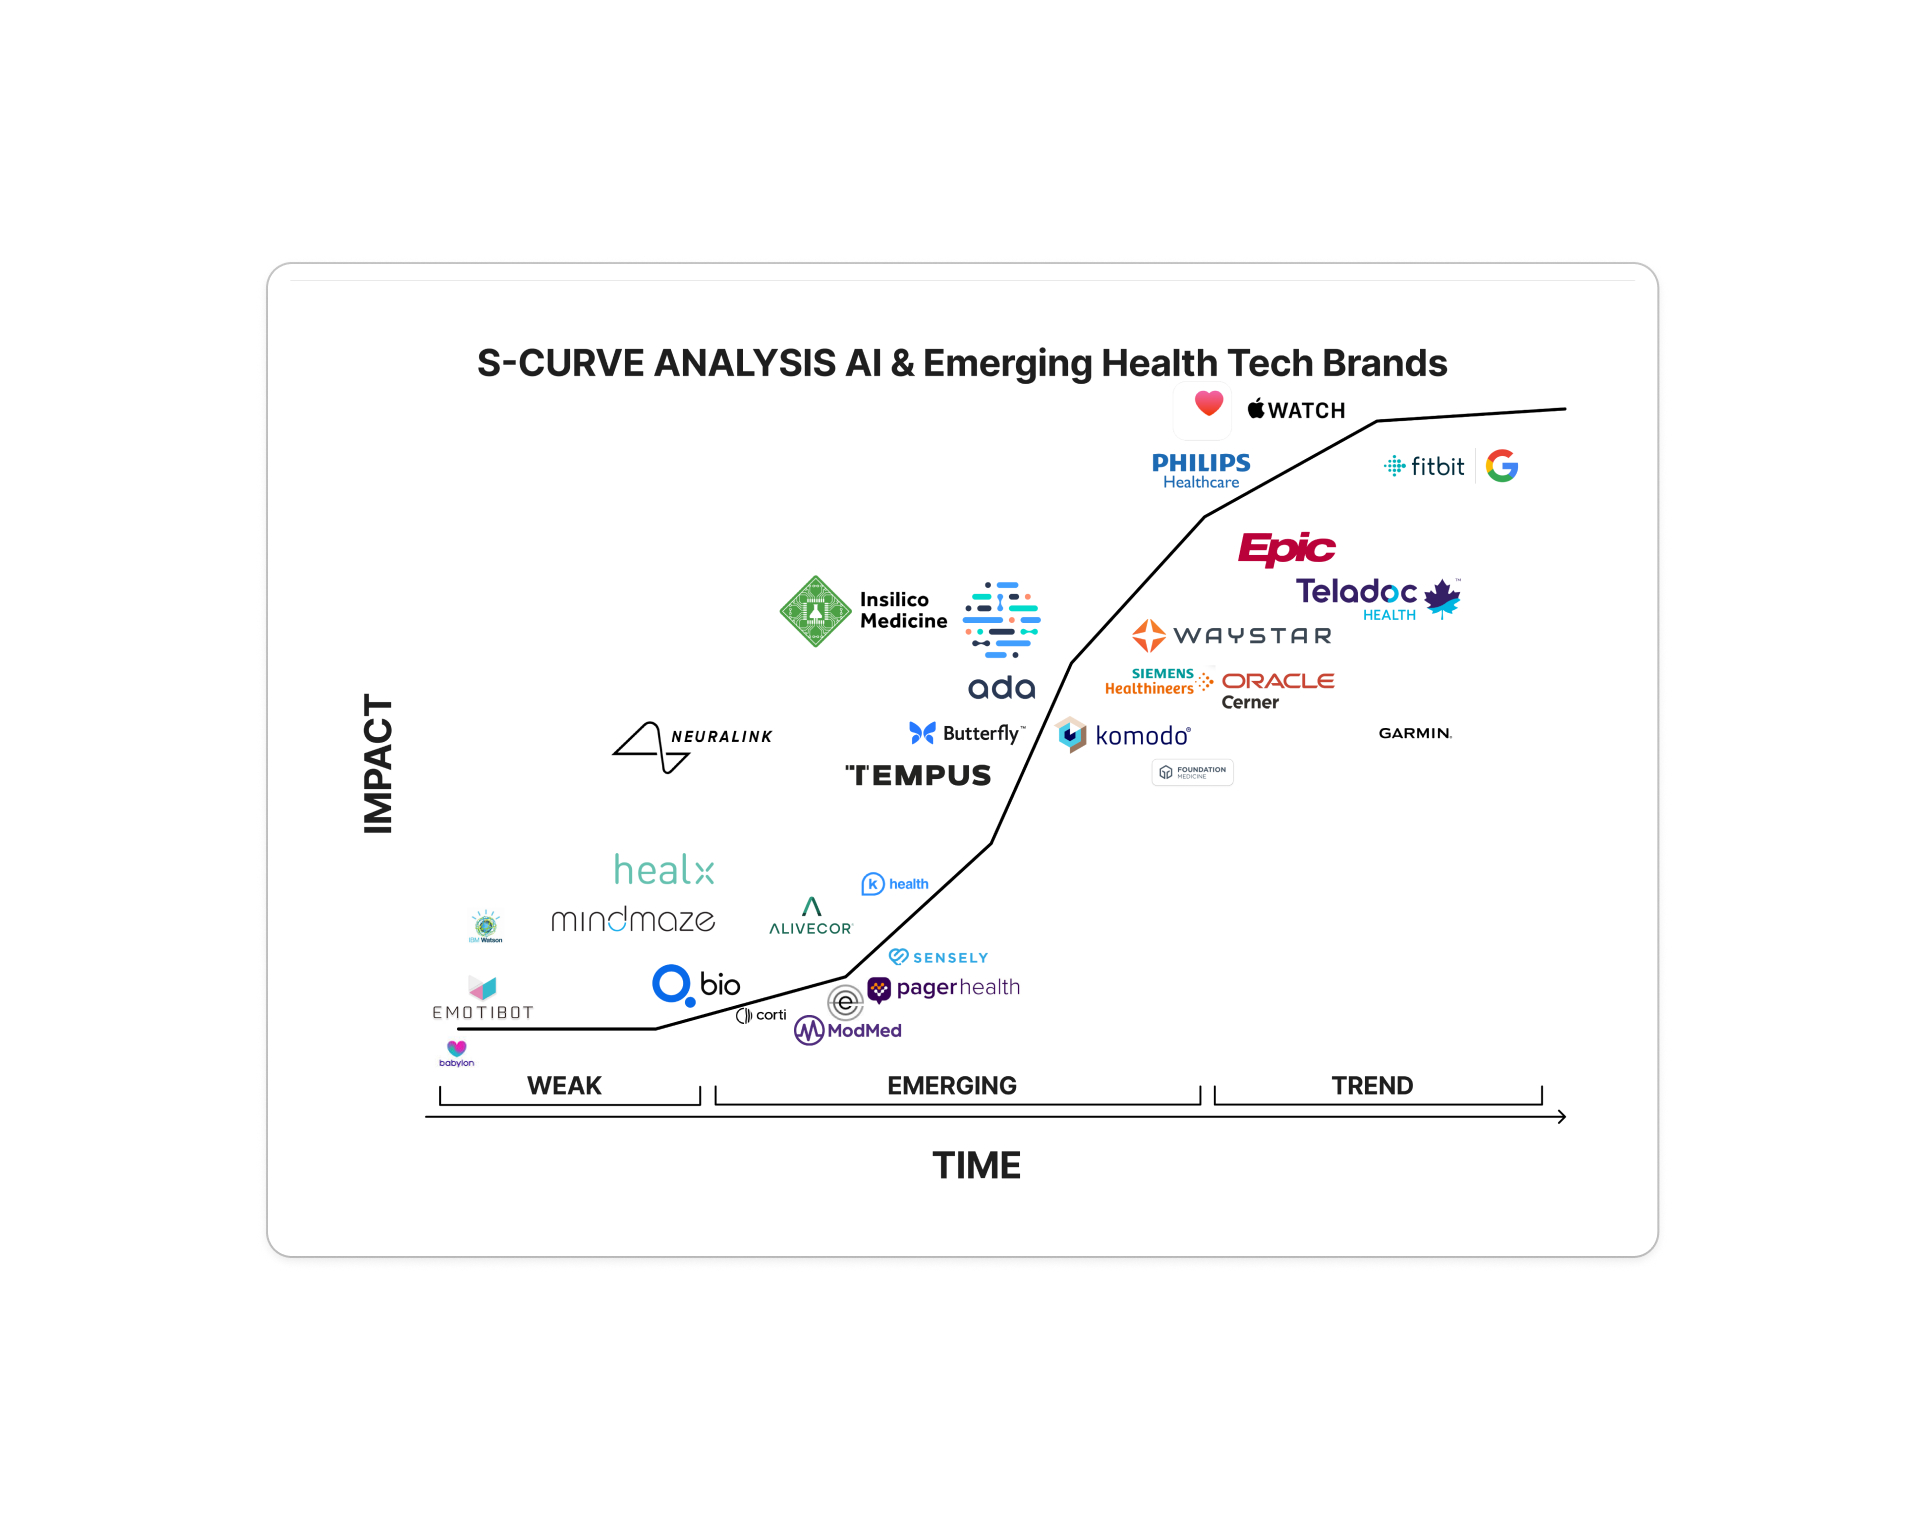 S-CURVE ANALYSIS AI & Emerging Health Tech Brands
WATCH
PHILIPS
Healthcare
fitbit
G
Epic
Teladoc™
HEALTH
Insilico
Medicine
ada
WAYSTAR
SIEMENS
Healthineers
ORACLE
Cerner
NEURALINK
Butterfly™
komodo®
GARMIN.
TEMPUS
FOUNDATION
MEDICINE
IMPACT
healx
k health
mindmaze
ALIVECOR
IBM Watson
SENSELY
bio
pagerhealth
EMOTIBOT
e
corti
ModMed
babylon
WEAK
EMERGING
TREND
TIME